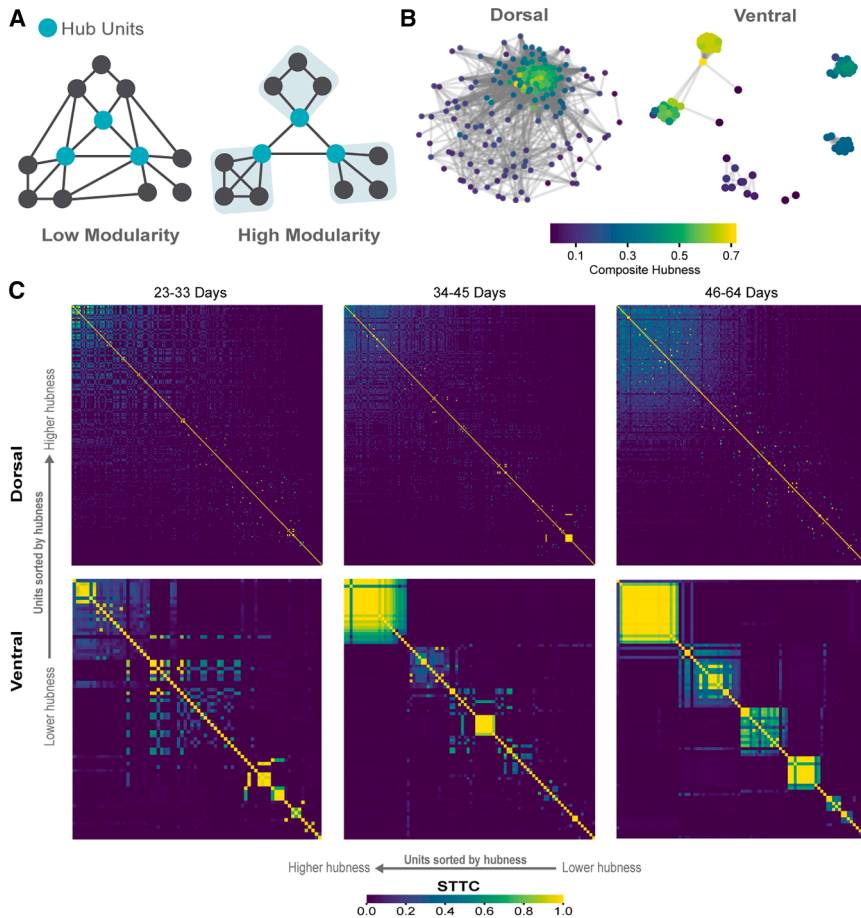 A
Hub Units
Low Modularity
High Modularity
B
Dorsal
Ventral
0.1 0.3 0.5 0.7
Composite Hubness
C
23-33 Days
34-45 Days
46-64 Days
Dorsal
Ventral
Lower hubness
Units sorted by hubness
Higher hubness
Higher hubness
Units sorted by hubness
Lower hubness
STTC
0.0 0.2 0.4 0.6 0.8 1.0